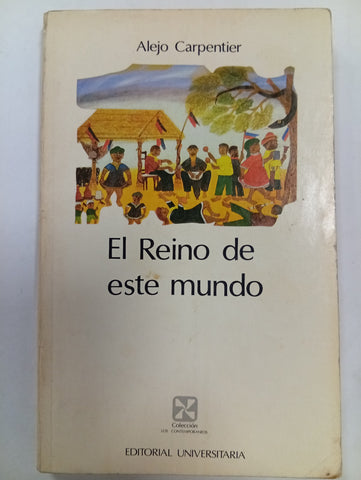 Alejo Carpentier
El Reino de
este mundo
Colección
LOS CONTEMPORANEOS
EDITORIAL UNIVERSITARIA